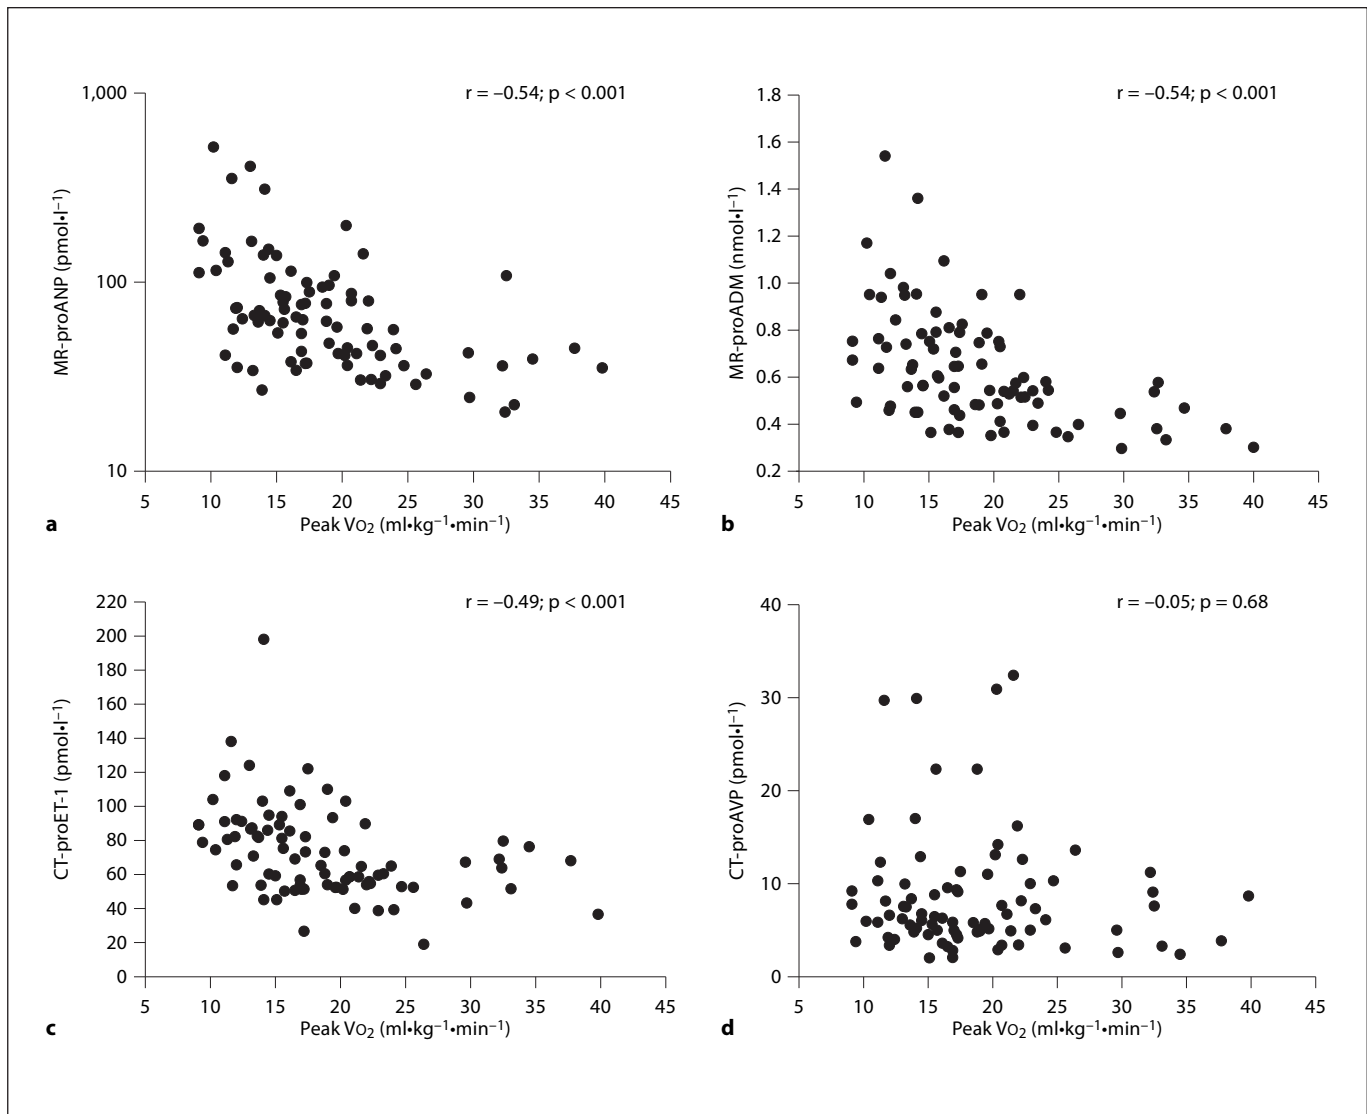 r = –0.54; p < 0.001
1,000
100
10
MR-proANP (pmol•l⁻¹)
5 10 15 20 25 30 35 40 45
Peak VO₂ (ml•kg⁻¹•min⁻¹)
a
r = –0.54; p < 0.001
1.8
1.6
1.4
1.2
1.0
0.8
0.6
0.4
0.2
MR-proADM (nmol•l⁻¹)
5 10 15 20 25 30 35 40 45
Peak VO₂ (ml•kg⁻¹•min⁻¹)
b
r = –0.49; p < 0.001
220
200
180
160
140
120
100
80
60
40
20
0
CT-proET-1 (pmol•l⁻¹)
5 10 15 20 25 30 35 40 45
Peak VO₂ (ml•kg⁻¹•min⁻¹)
c
r = –0.05; p = 0.68
40
30
20
10
0
CT-proAVP (pmol•l⁻¹)
5 10 15 20 25 30 35 40 45
Peak VO₂ (ml•kg⁻¹•min⁻¹)
d